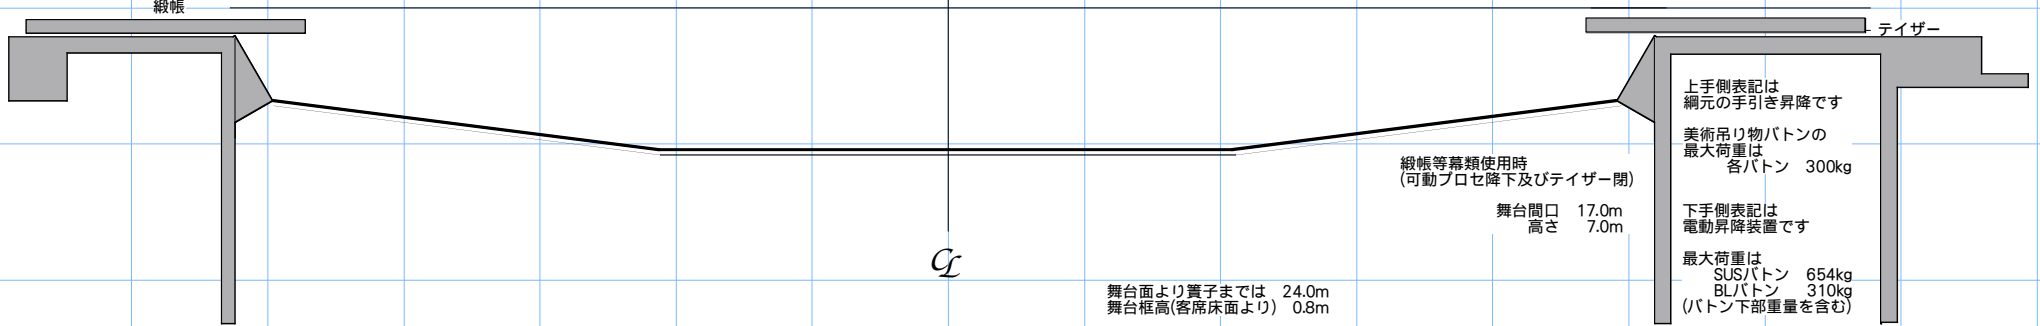 緞帳
テイザー
上手側表記は
綱元の手引き昇降です
美術吊り物バトンの
最大荷重は
各バトン 300kg
緞帳等幕類使用時
(可動プロセ降下及びテイザー閉)
舞台間口 17.0m
高さ 7.0m
下手側表記は
電動昇降装置です
最大荷重は
SUSバトン 654kg
BLバトン 310kg
(バトン下部重量を含む)
CL
舞台面より簀子までは 24.0m
舞台框高(客席床面より) 0.8m